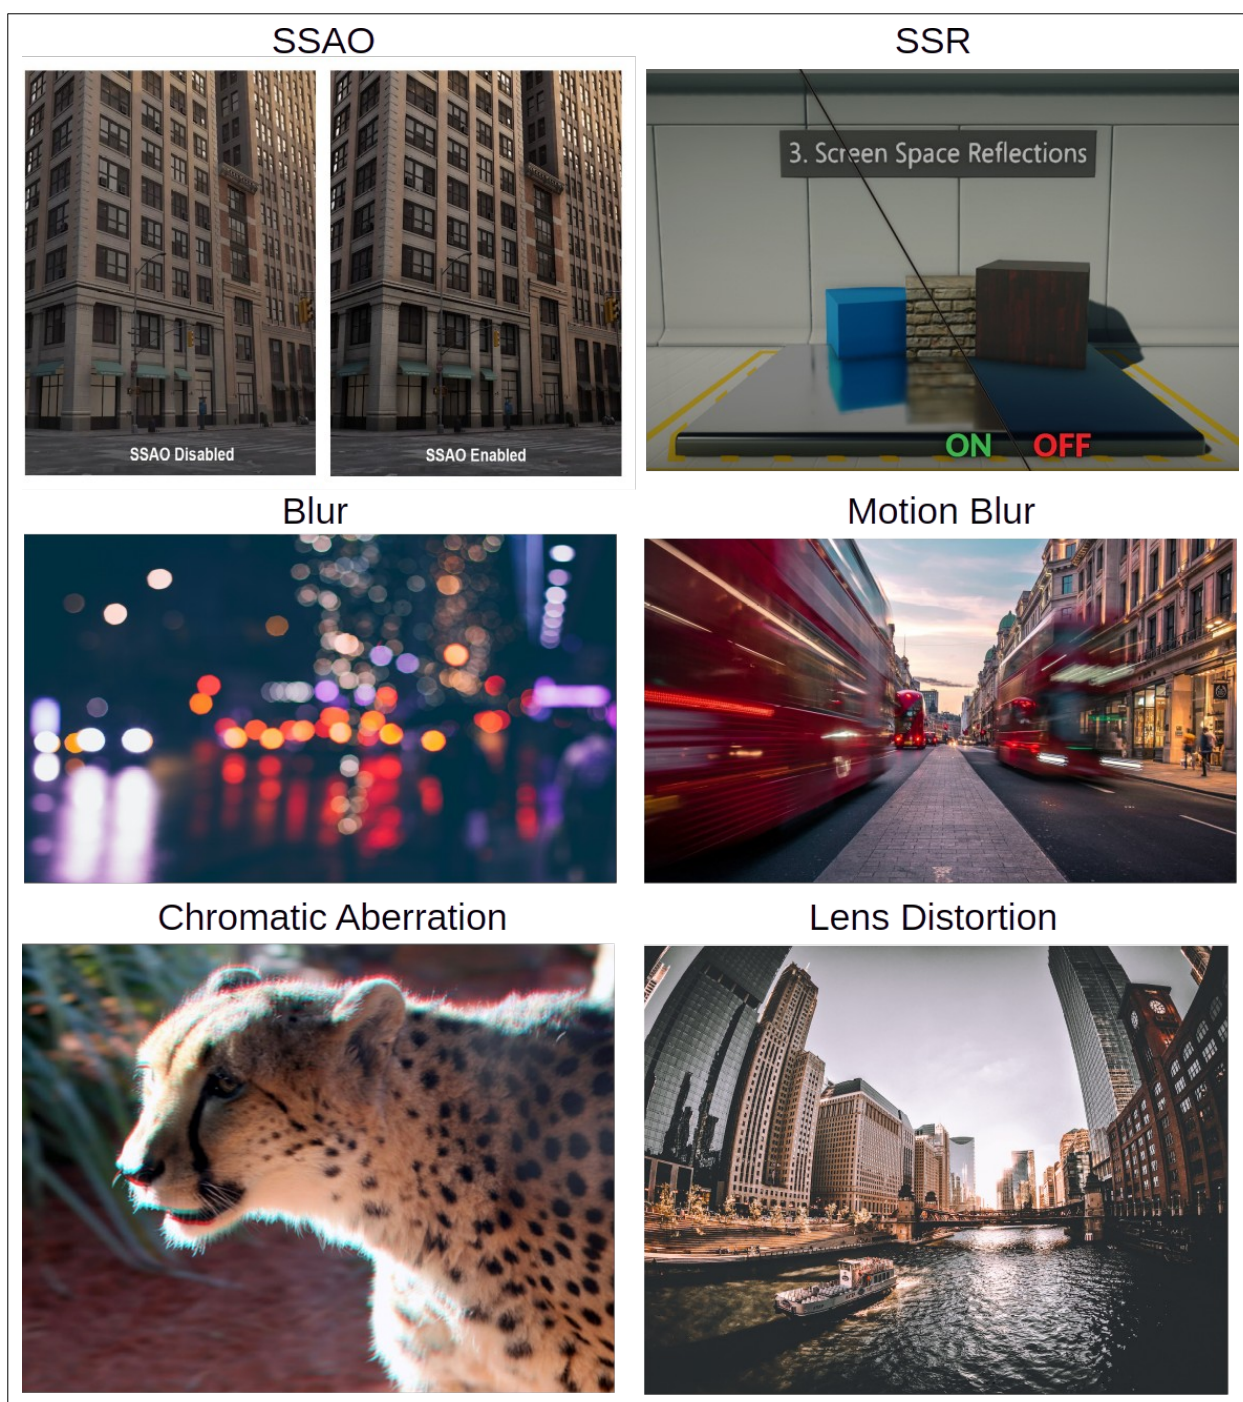 SSAO
SSR
SSAO Disabled
SSAO Enabled
3. Screen Space Reflections
ON
OFF
Blur
Motion Blur
Chromatic Aberration
Lens Distortion